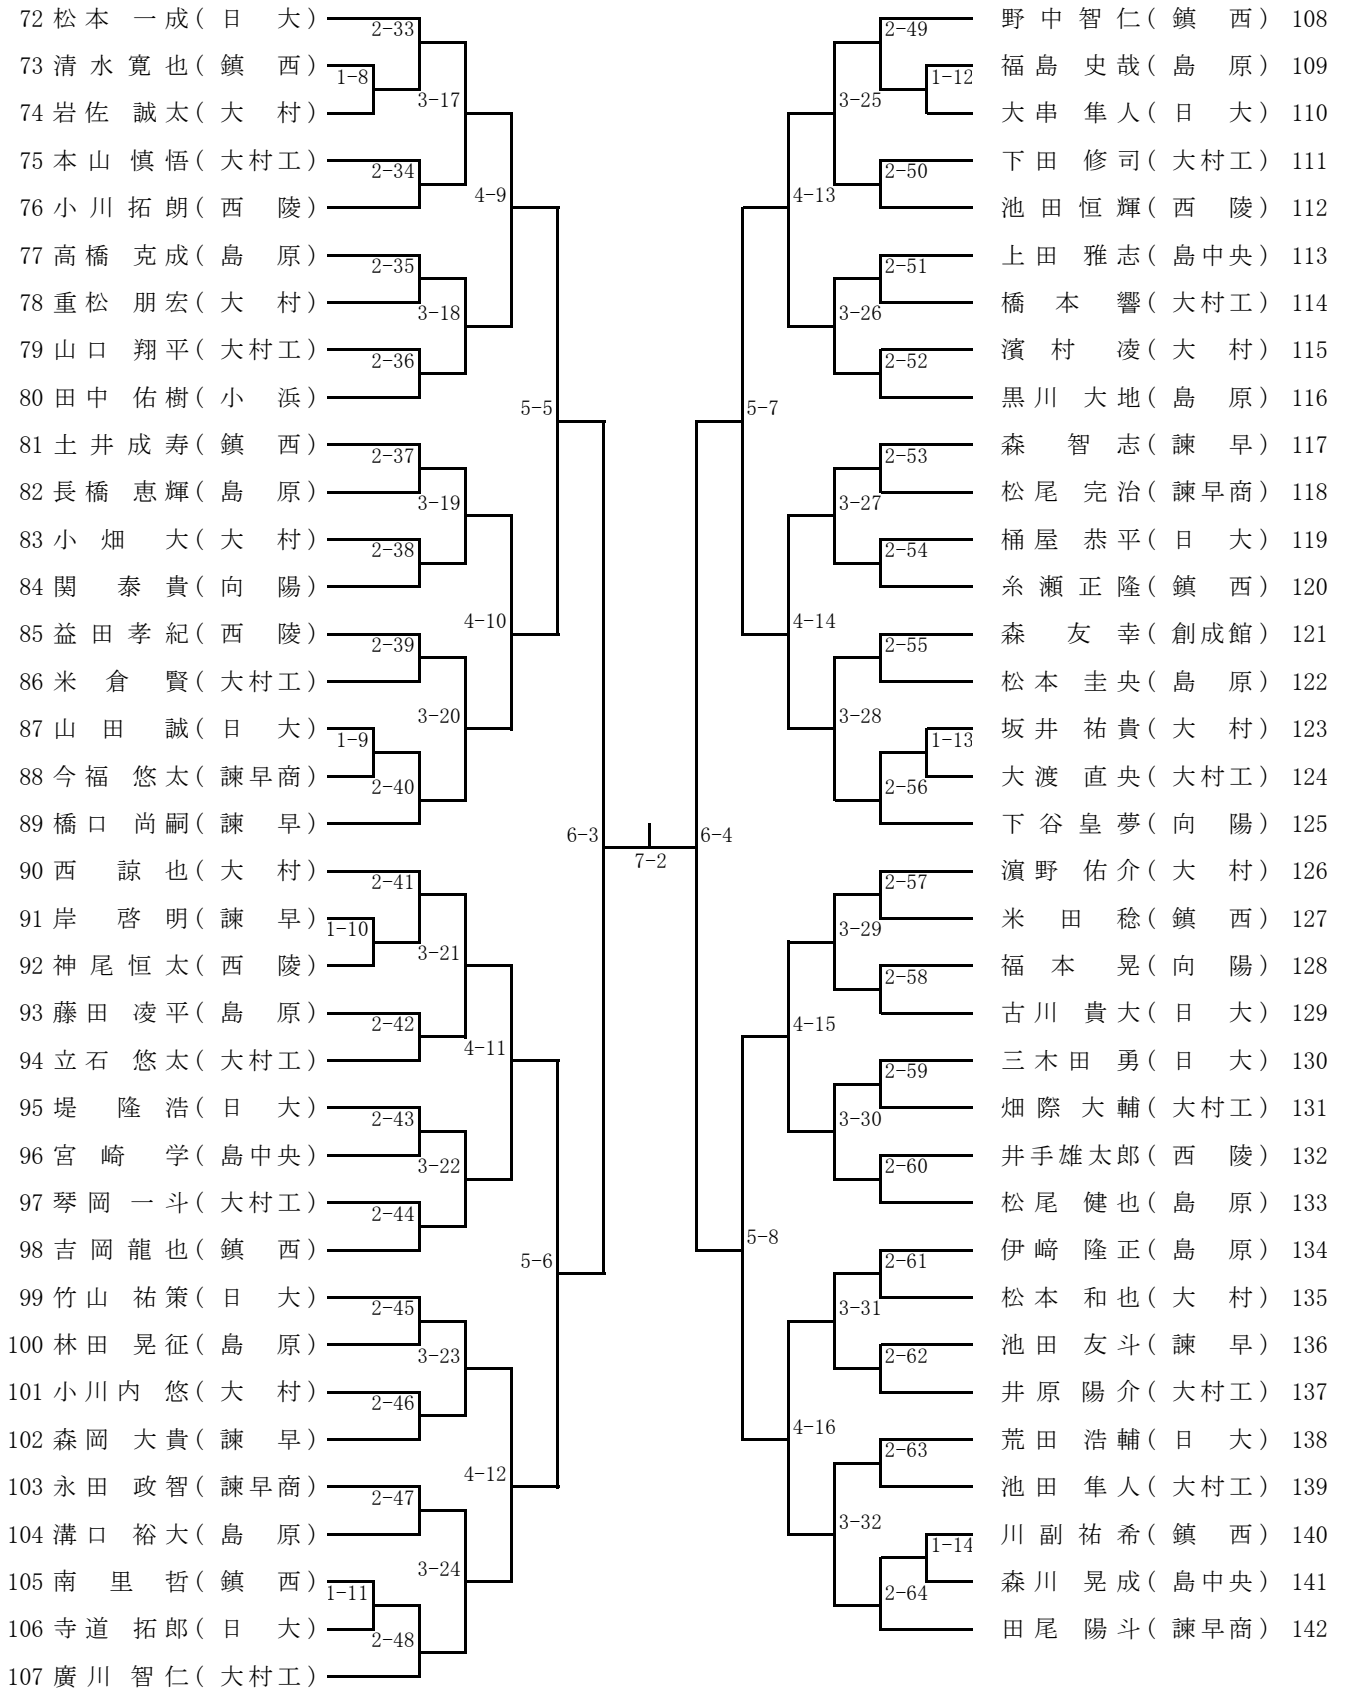 72 松本 一成(日 大)
2-33
73 清水寛也(鎮 西)
1-8
3-17
74 岩佐 誠太(大 村)
75 本山 慎悟(大村工)
2-34
4-9
76 小川拓朗(西 陵)
77 高橋 克成(島 原)
2-35
78 重松 朋宏(大 村)
3-18
79 山口 翔平(大村工)
2-36
80 田中 佑樹(小 浜)
5-5
81 土井成寿(鎮 西)
2-37
82 長橋 恵輝(島 原)
3-19
83 小畑 大(大 村)
2-38
84 関 泰貴(向 陽)
4-10
85 益田孝紀(西 陵)
2-39
86 米倉 賢(大村工)
3-20
87 山田 誠(日 大)
1-9
88 今福 悠太(諫早商)
2-40
89 橋口 尚嗣(諫 早)
6-3
7-2
90 西 諒也(大 村)
2-41
91 岸 啓明(諫 早)
1-10
3-21
92 神尾恒太(西 陵)
93 藤田 凌平(島 原)
2-42
4-11
94 立石 悠太(大村工)
95 堤 隆浩(日 大)
2-43
96 宮崎 学(島中央)
3-22
97 琴岡 一斗(大村工)
2-44
98 吉岡龍也(鎮 西)
5-6
99 竹山 祐策(日 大)
2-45
100 林田 晃征(島 原)
3-23
101 小川内 悠(大 村)
2-46
102 森岡 大貴(諫 早)
4-12
103 永田 政智(諫早商)
2-47
104 溝口 裕大(島 原)
3-24
105 南里 哲(鎮 西)
1-11
106 寺道 拓郎(日 大)
2-48
107 廣川 智仁(大村工)
野中智仁(鎮 西) 108
2-49
福島 史哉(島 原) 109
1-12
3-25
大串 隼人(日 大) 110
下田 修司(大村工) 111
2-50
4-13
池田恒輝(西 陵) 112
上田 雅志(島中央) 113
2-51
橋本 響(大村工) 114
3-26
濱村 凌(大 村) 115
2-52
黒川 大地(島 原) 116
5-7
森 智志(諫 早) 117
2-53
松尾 完治(諫早商) 118
3-27
桶屋 恭平(日 大) 119
2-54
糸瀬正隆(鎮 西) 120
4-14
森 友幸(創成館) 121
2-55
松本 圭央(島 原) 122
3-28
坂井 祐貴(大 村) 123
1-13
大渡 直央(大村工) 124
2-56
下谷皇夢(向 陽) 125
6-4
濵野 佑介(大 村) 126
2-57
米田 稔(鎮 西) 127
3-29
福本 晃(向 陽) 128
2-58
古川 貴大(日 大) 129
4-15
三木田 勇(日 大) 130
2-59
畑際 大輔(大村工) 131
3-30
井手雄太郎(西 陵) 132
2-60
松尾 健也(島 原) 133
5-8
伊﨑 隆正(島 原) 134
2-61
松本 和也(大 村) 135
3-31
池田 友斗(諫 早) 136
2-62
井原 陽介(大村工) 137
4-16
荒田 浩輔(日 大) 138
2-63
池田 隼人(大村工) 139
3-32
川副祐希(鎮 西) 140
1-14
森川 晃成(島中央) 141
2-64
田尾 陽斗(諫早商) 142